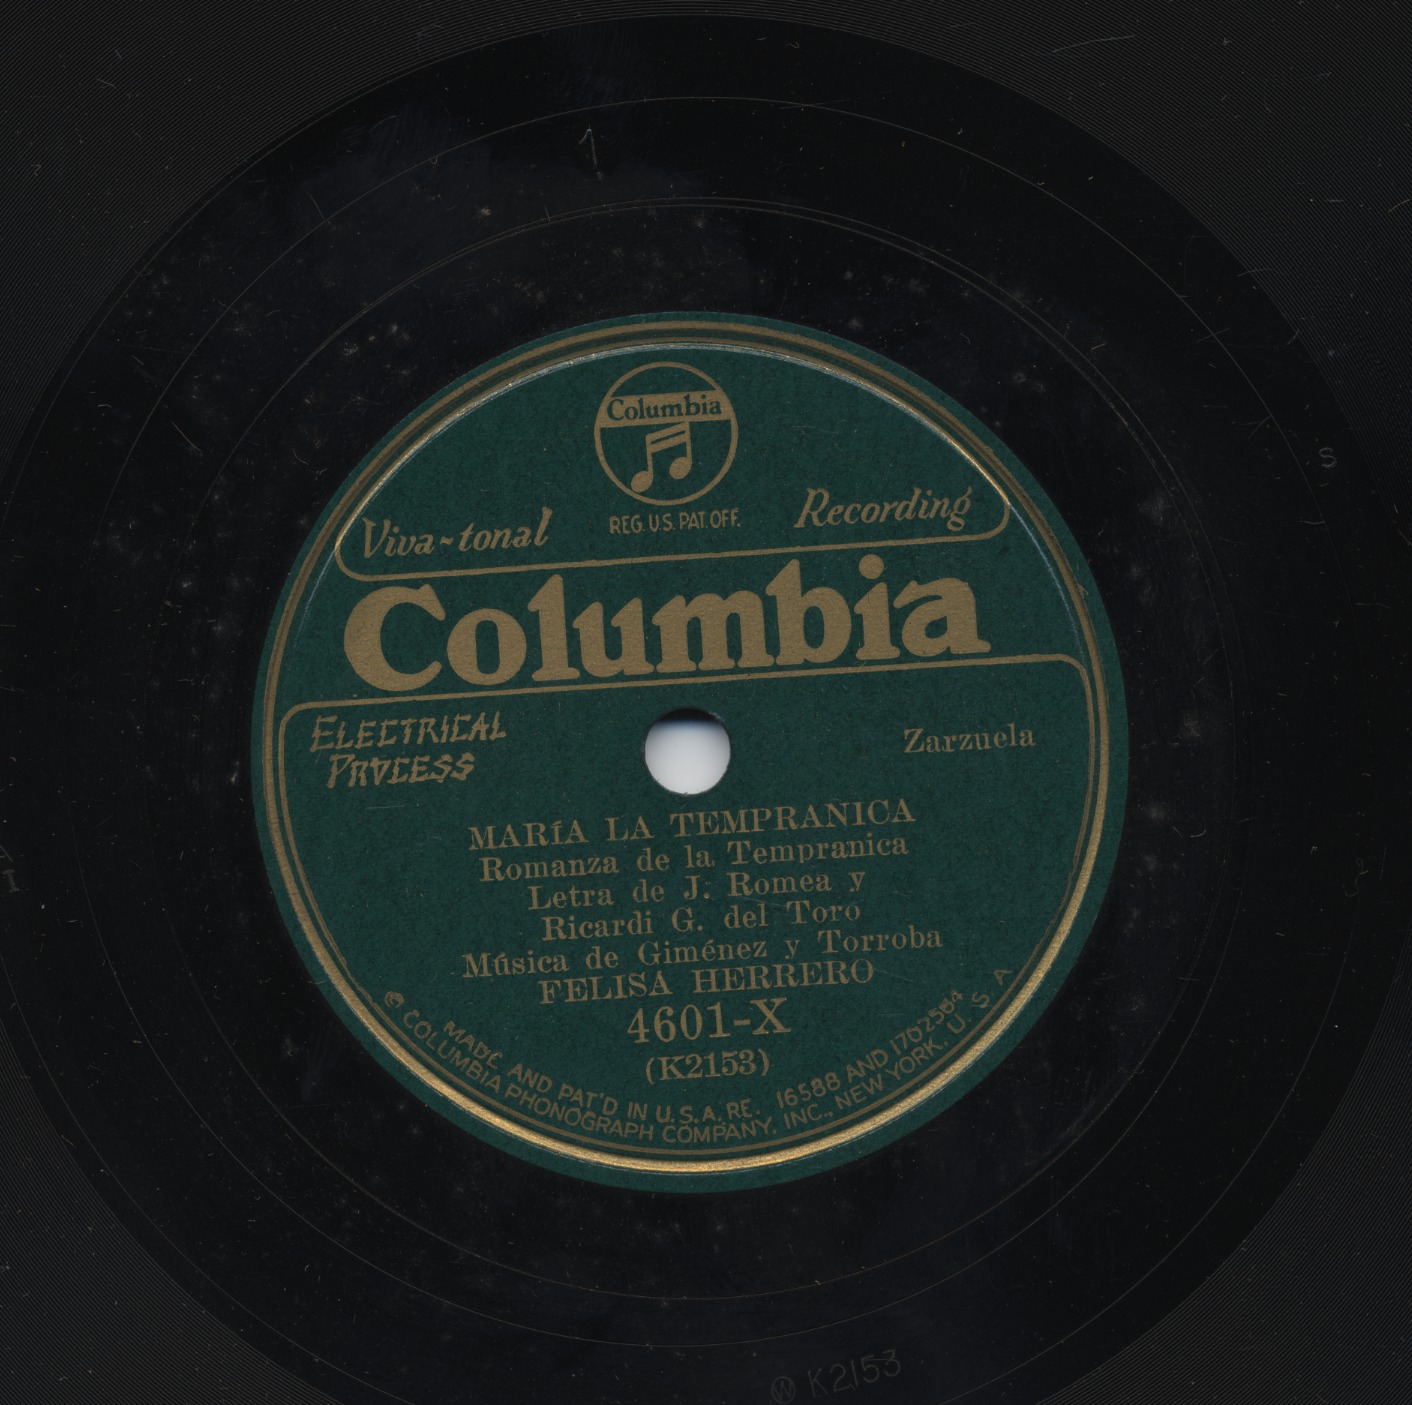 1
Columbia
REG. U.S. PAT. OFF.
Viva-tonal Recording
Columbia
ELECTRICAL
PROCESS
Zarzuela
MARíA LA TEMPRANICA
Romanza de la Tempranica
Letra de J. Romea y
Ricardi G. del Toro
Música de Giménez y Torroba
FELISA HERRERO
4601-X
(K2153)
MADE AND PAT'D IN U.S.A. RE. 16588 AND 1702564
© COLUMBIA PHONOGRAPH COMPANY, INC., NEW YORK, U. S. A
S
I
W K2153